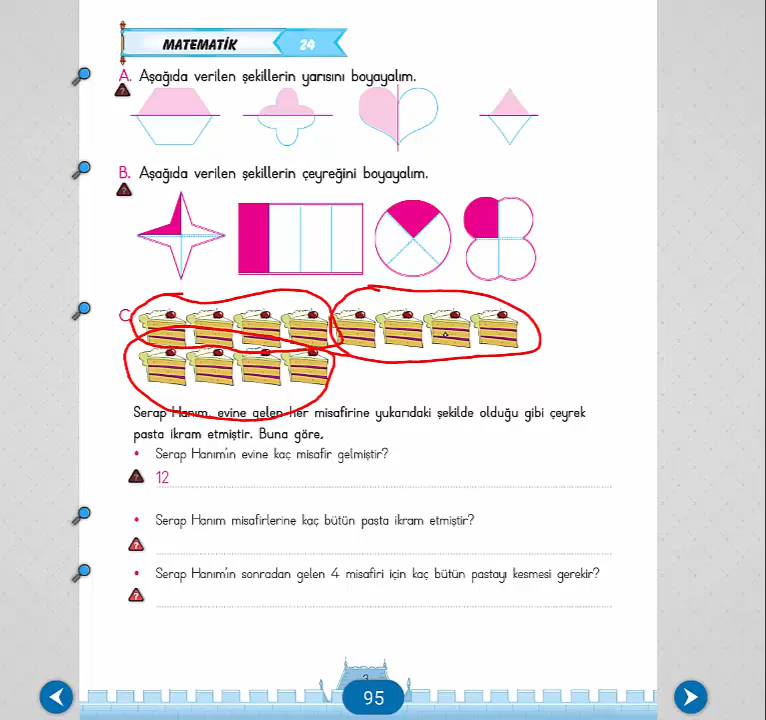 MATEMATİK 24
A. Aşağıda verilen şekillerin yarısını boyayalım.
B. Aşağıda verilen şekillerin çeyreğini boyayalım.
C.
Serap Hanım, evine gelen her misafirine yukarıdaki şekilde olduğu gibi çeyrek
pasta ikram etmiştir. Buna göre,
• Serap Hanım'ın evine kaç misafir gelmiştir?
12
• Serap Hanım misafirlerine kaç bütün pasta ikram etmiştir?
• Serap Hanım'ın sonradan gelen 4 misafiri için kaç bütün pastayı kesmesi gerekir?
3
95